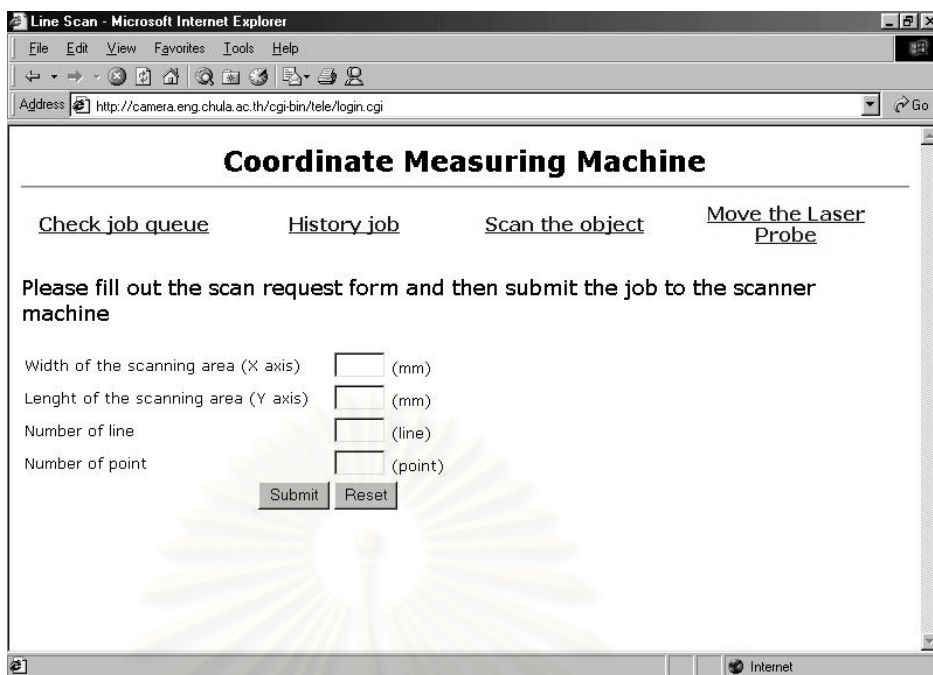 Line Scan - Microsoft Internet Explorer
File Edit View Favorites Tools Help
Address http://camera.eng.chula.ac.th/cgi-bin/tele/login.cgi Go
Coordinate Measuring Machine
Check job queue History job Scan the object Move the Laser
Probe
Please fill out the scan request form and then submit the job to the scanner
machine
Width of the scanning area (X axis) (mm)
Lenght of the scanning area (Y axis) (mm)
Number of line (line)
Number of point (point)
Submit Reset
Internet